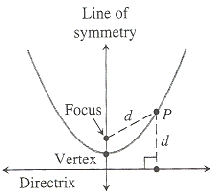 Line of
symmetry
Focus
d
P
d
Vertex
Directrix